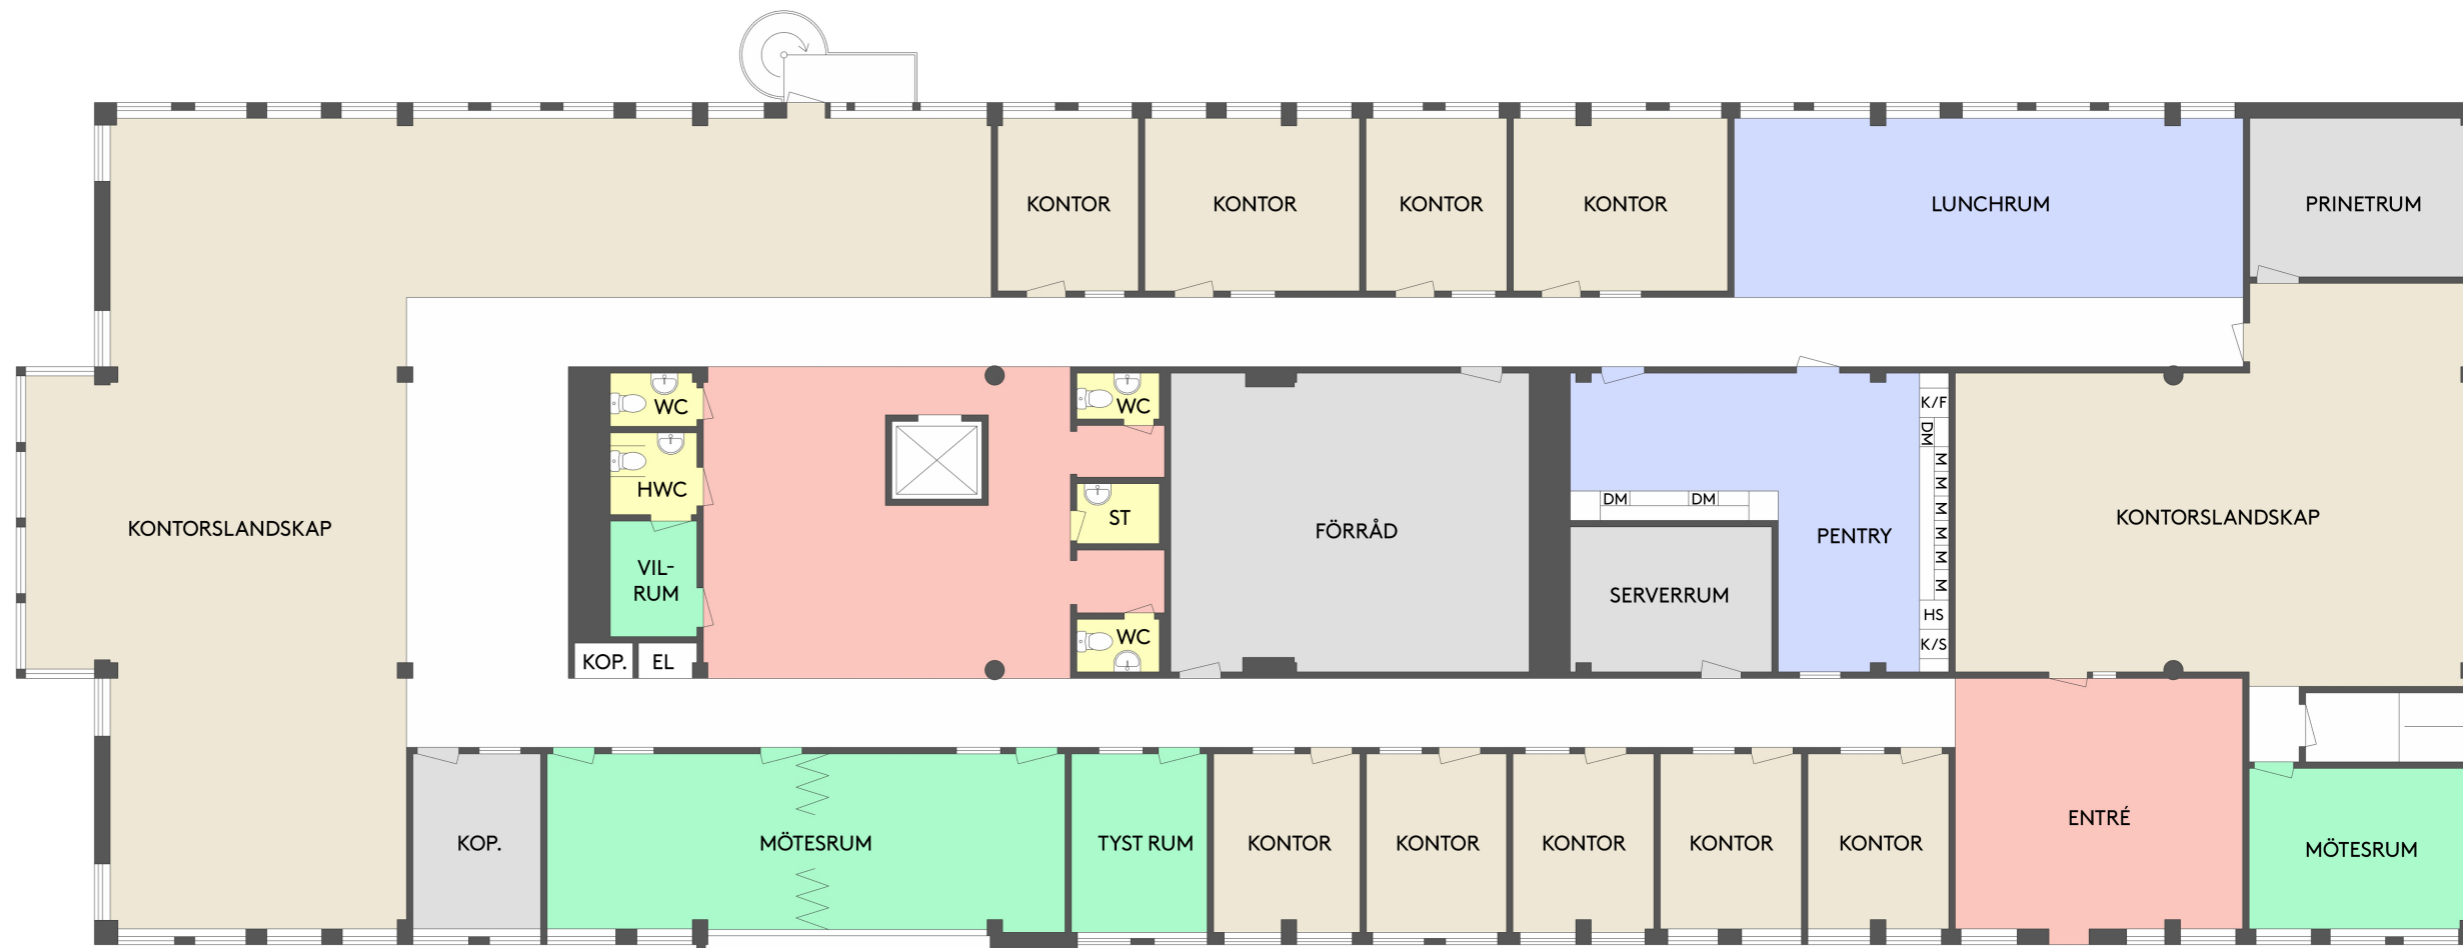 KONTOR
KONTOR
KONTOR
KONTOR
LUNCHRUM
PRINETRUM
WC
WC
K/F
DM
M
M
M
M
M
M
HS
K/S
HWC
ST
DM
DM
KONTORSLANDSKAP
FÖRRÅD
PENTRY
KONTORSLANDSKAP
VIL-
RUM
SERVERRUM
WC
KOP.
EL
KOP.
MÖTESRUM
TYST RUM
KONTOR
KONTOR
KONTOR
KONTOR
KONTOR
ENTRÉ
MÖTESRUM